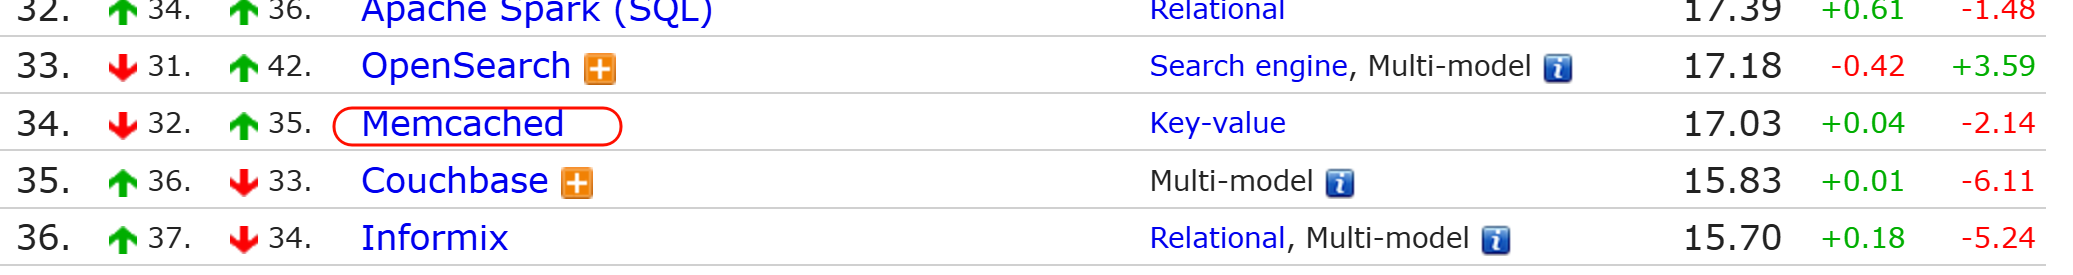 32. 34. 36. Apache Spark (SQL) Relational 17.39 +0.61 -1.48
33. 31. 42. OpenSearch Search engine, Multi-model 17.18 -0.42 +3.59
34. 32. 35. Memcached Key-value 17.03 +0.04 -2.14
35. 36. 33. Couchbase Multi-model 15.83 +0.01 -6.11
36. 37. 34. Informix Relational, Multi-model 15.70 +0.18 -5.24